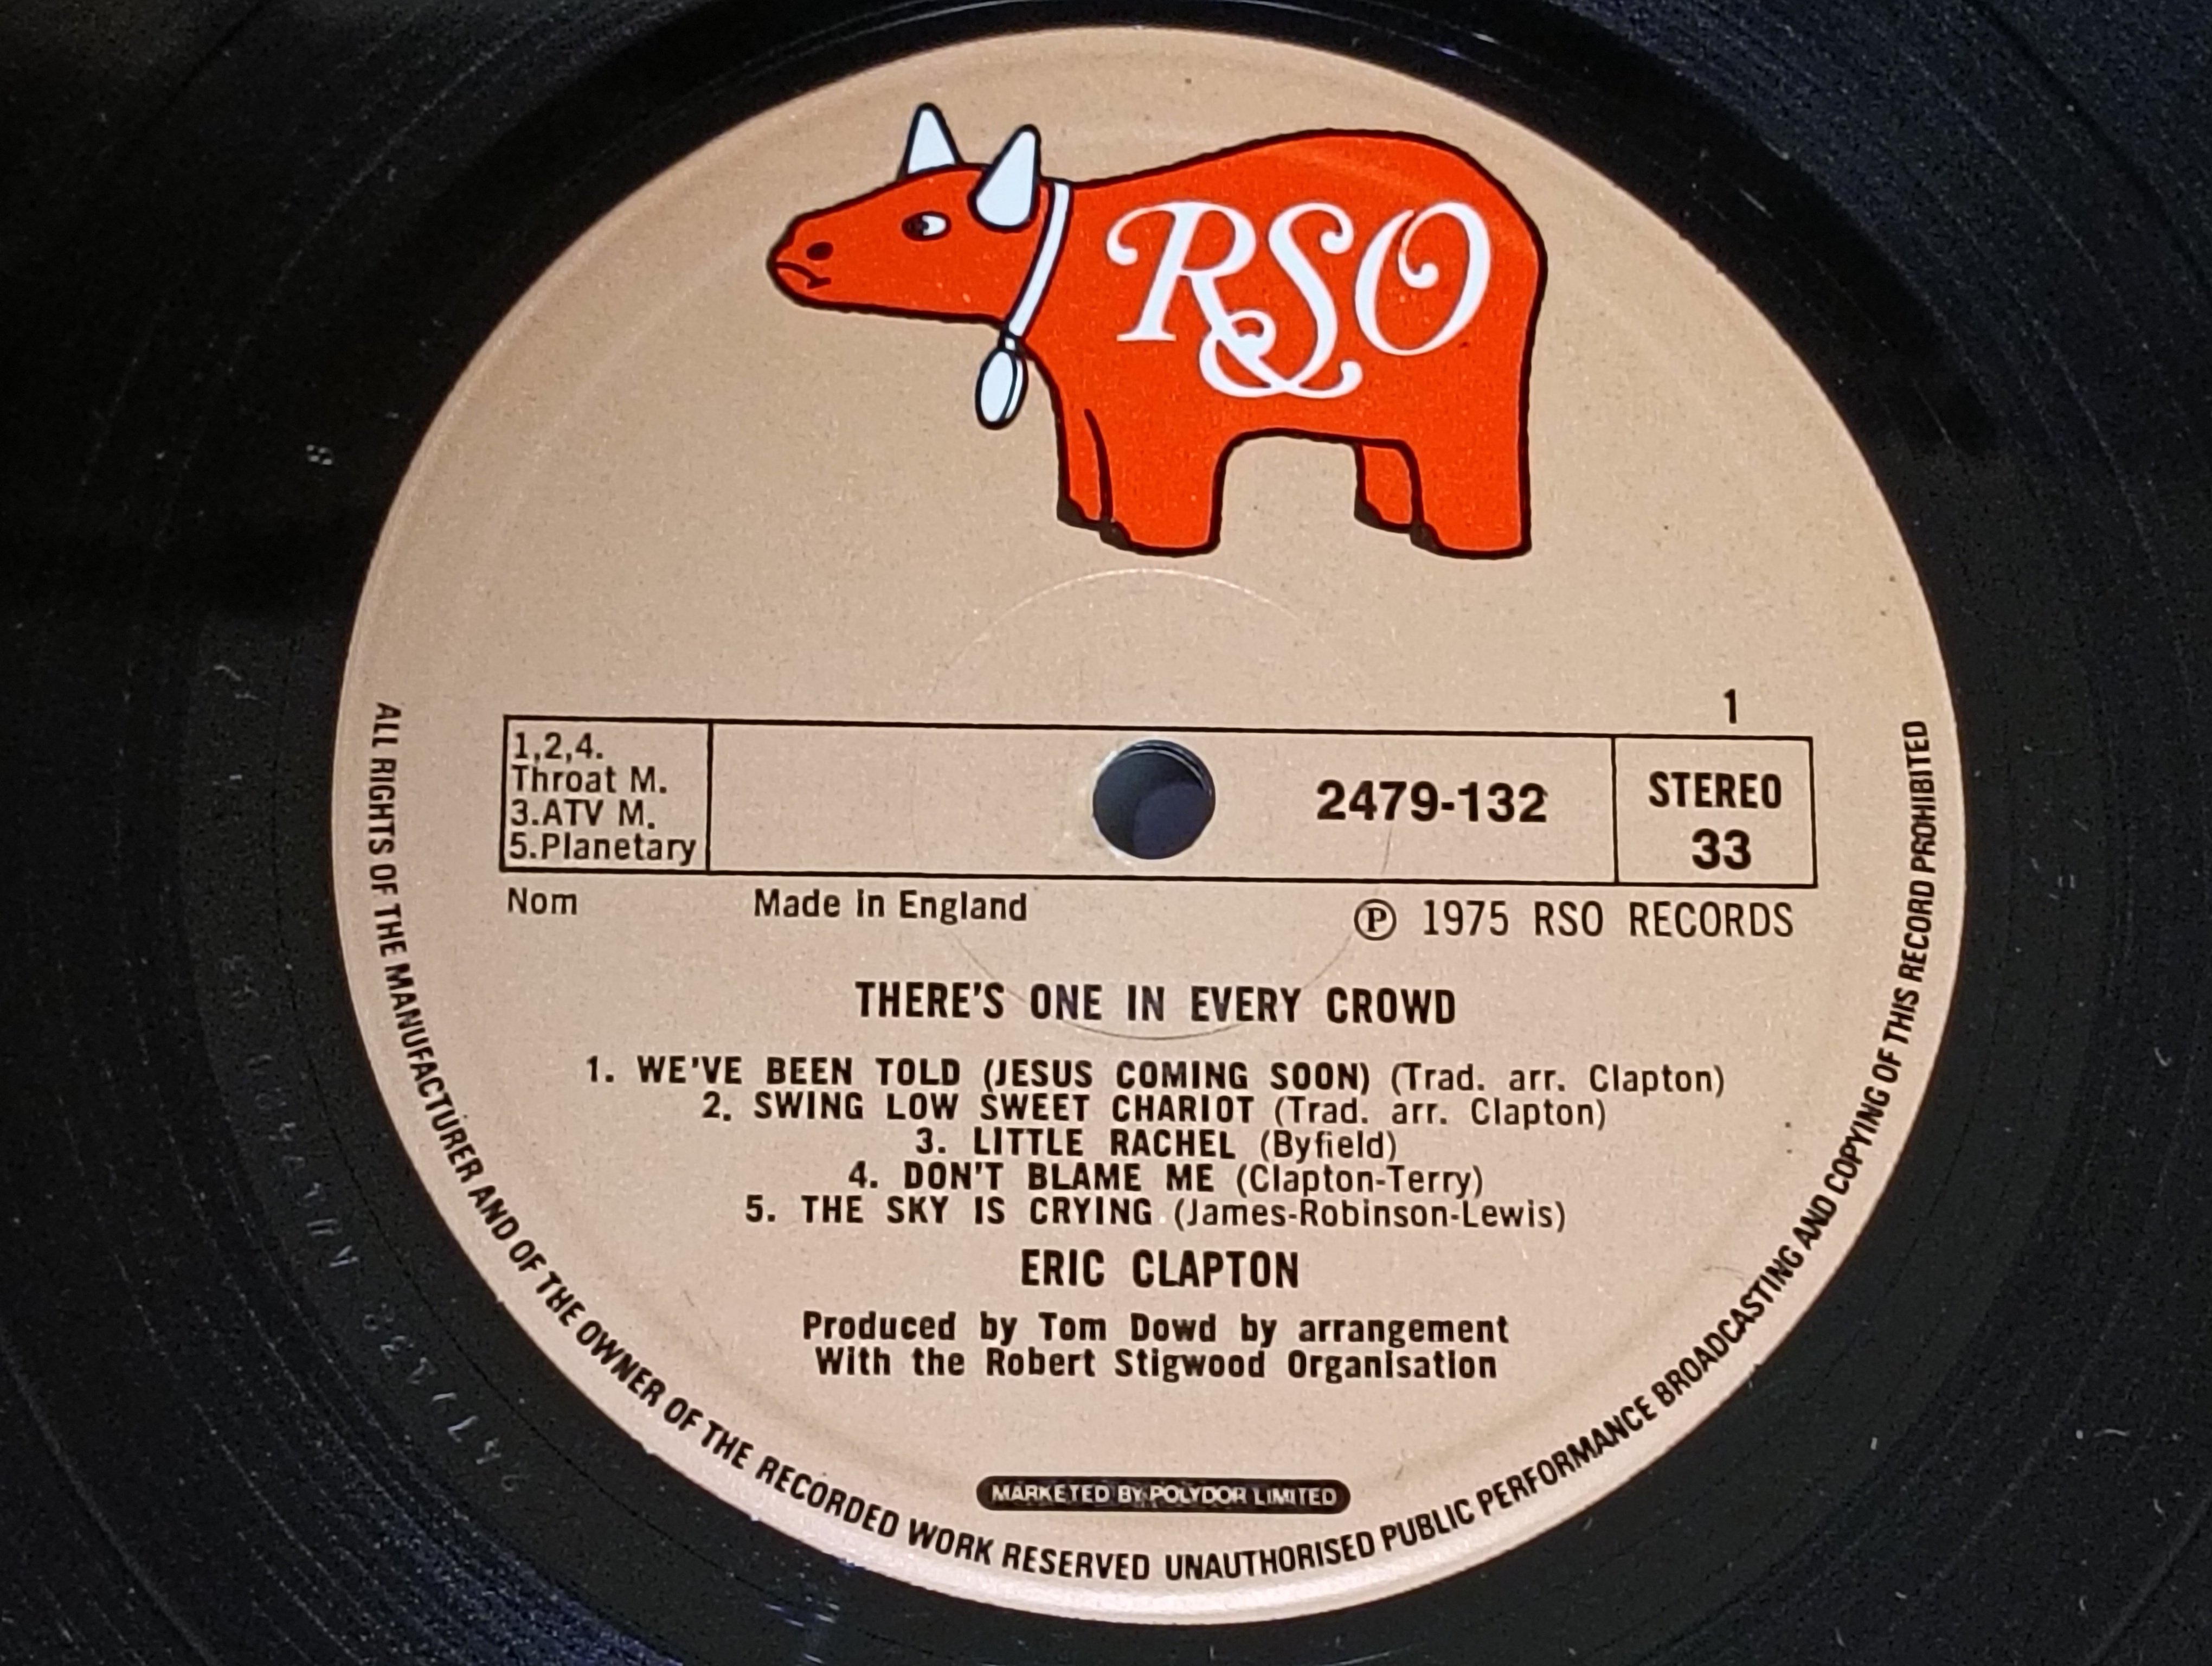 RSO
1
1,2,4.
Throat M.
3.ATV M.
5.Planetary
2479-132
STEREO
33
Nom
Made in England
Ⓟ 1975 RSO RECORDS
THERE'S ONE IN EVERY CROWD
1. WE'VE BEEN TOLD (JESUS COMING SOON) (Trad. arr. Clapton)
2. SWING LOW SWEET CHARIOT (Trad. arr. Clapton)
3. LITTLE RACHEL (Byfield)
4. DON'T BLAME ME (Clapton-Terry)
5. THE SKY IS CRYING (James-Robinson-Lewis)
ERIC CLAPTON
Produced by Tom Dowd by arrangement
With the Robert Stigwood Organisation
MARKETED BY POLYDOR LIMITED
ALL RIGHTS OF THE MANUFACTURER AND OF THE OWNER OF THE RECORDED WORK RESERVED UNAUTHORISED PUBLIC PERFORMANCE BROADCASTING AND COPYING OF THIS RECORD PROHIBITED